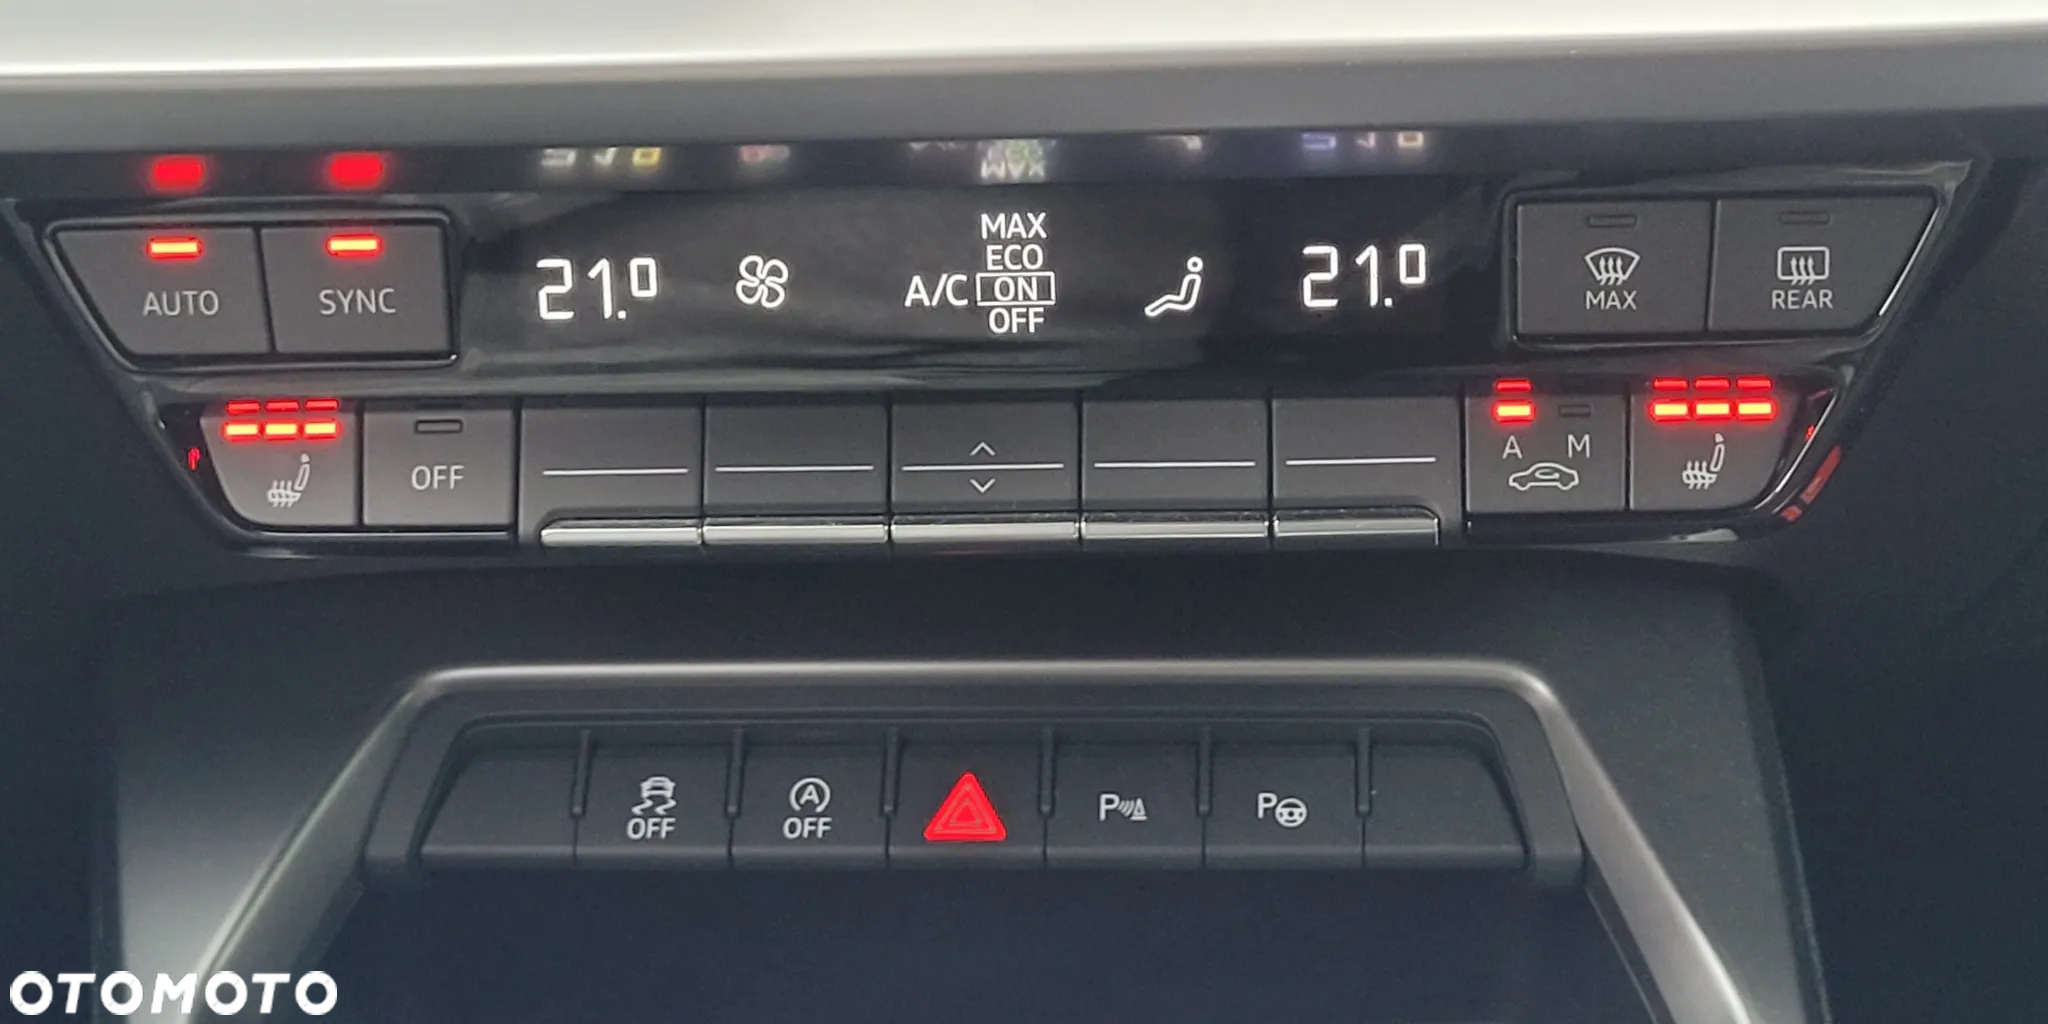 AUTO
SYNC
21.0
A/C
MAX
ECO
ON
OFF
21.0
MAX
REAR
OFF
A
M
OFF
A
OFF
P
P
OTOMOTO